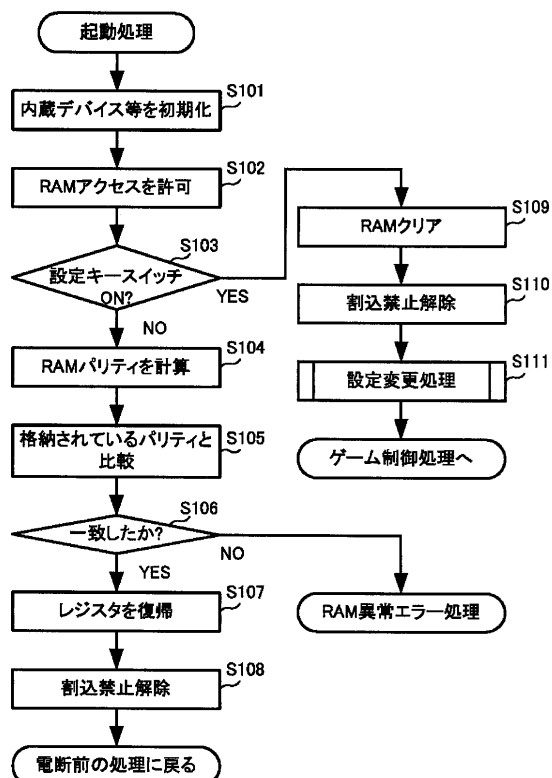 起動処理
S101
内蔵デバイス等を初期化
S102
RAMアクセスを許可
S103
設定キースイッチ
ON?
YES
NO
S104
RAMパリティを計算
S105
格納されているパリティと
比較
S106
一致したか?
NO
YES
S107
レジスタを復帰
S108
割込禁止解除
電断前の処理に戻る
S109
RAMクリア
S110
割込禁止解除
S111
設定変更処理
ゲーム制御処理へ
RAM異常エラー処理